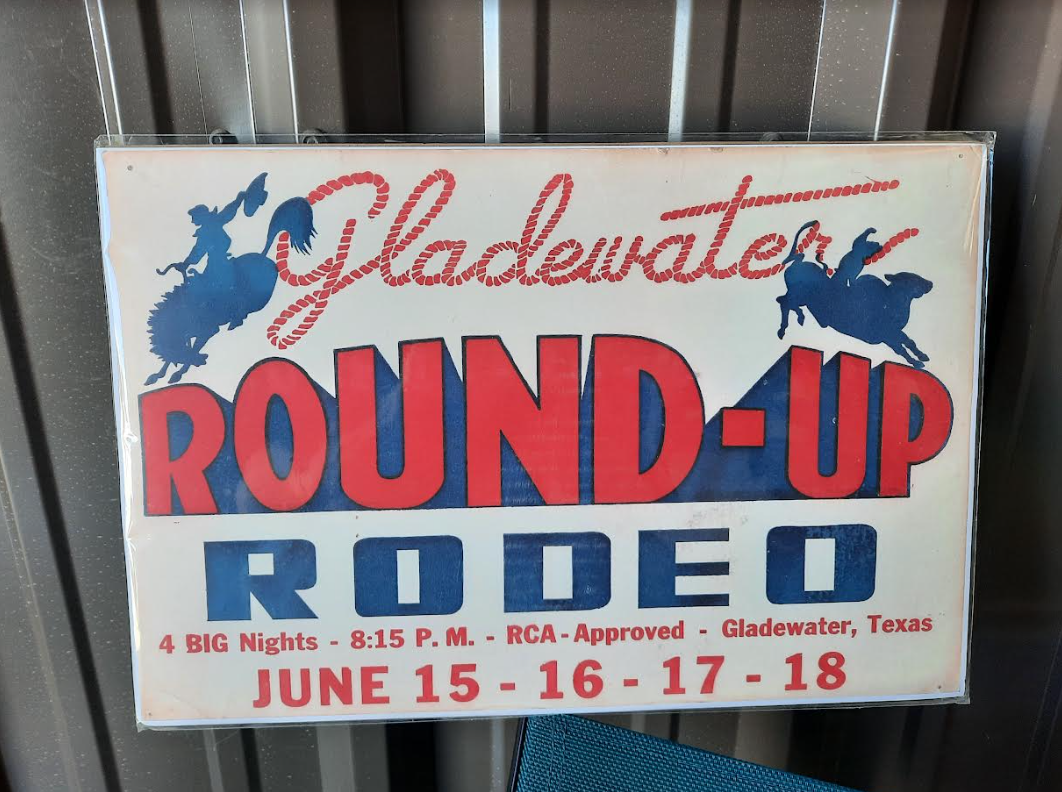 Gladewater
ROUND-UP
RODEO
4 BIG Nights - 8:15 P. M. - RCA-Approved - Gladewater, Texas
JUNE 15 - 16 - 17 - 18